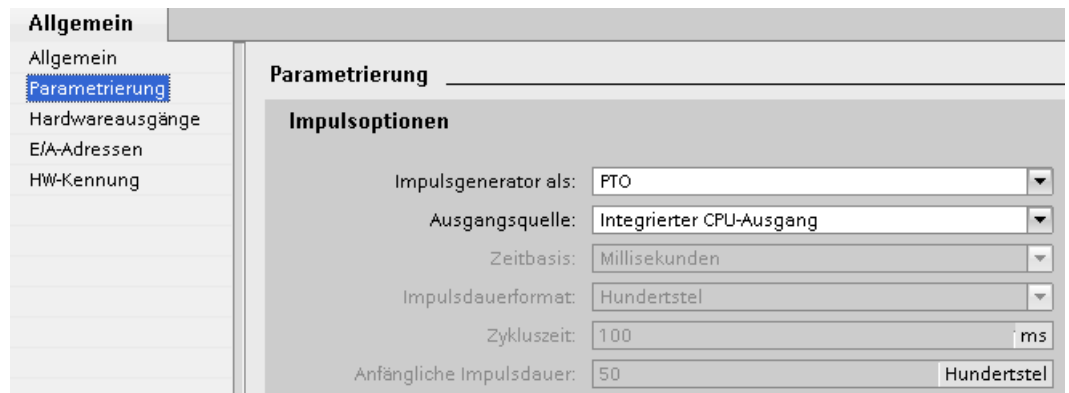 Allgemein
Allgemein
Parametrierung
Hardwareausgänge
E/A-Adressen
HW-Kennung
Parametrierung
Impulsoptionen
Impulsgenerator als: PTO
Ausgangsquelle: Integrierter CPU-Ausgang
Zeitbasis: Millisekunden
Impulsdauerformat: Hundertstel
Zykluszeit: 100 ms
Anfängliche Impulsdauer: 50 Hundertstel